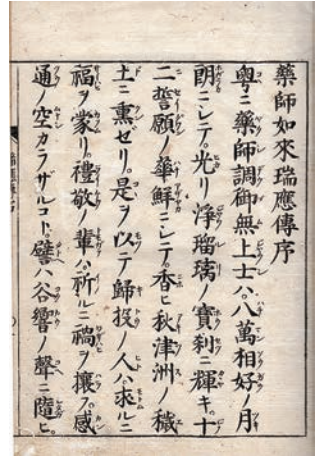 藥師如來瑞應傳序
粤ニ藥師調御無上士ハ。八萬相好ノ月
朗ニシテ。光リ浄瑠璃ノ寶刹ニ輝キ。十
二誓願ノ華鮮ニシテ。香ヒ秋津洲ノ穢
土ニ熏ゼリ。是ヲ以テ歸投ノ人ハ求ルニ
福ヲ蒙リ。禮敬ノ輩ハ祈ルニ禍ヲ攘フ。感
通ノ空カラザルコト。譬ハ谷響ノ聲ニ隨ヒ。